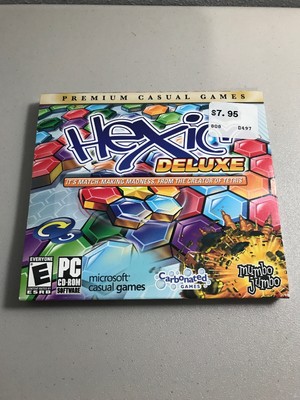 PREMIUM CASUAL GAMES
$7.95
Hexic
DELUXE
IT'S MATCH-MAKING MADNESS FROM THE CREATOR OF TETRIS
EVERYONE
E
ESRB
PC
CD-ROM
SOFTWARE
microsoft
casual games
Carbonated
GAMES
mumbo
jumbo